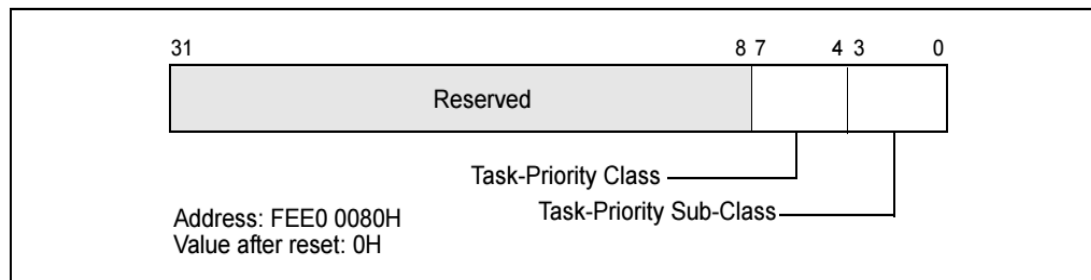 31 8 7 4 3 0
Reserved
Task-Priority Class
Task-Priority Sub-Class
Address: FEE0 0080H
Value after reset: 0H